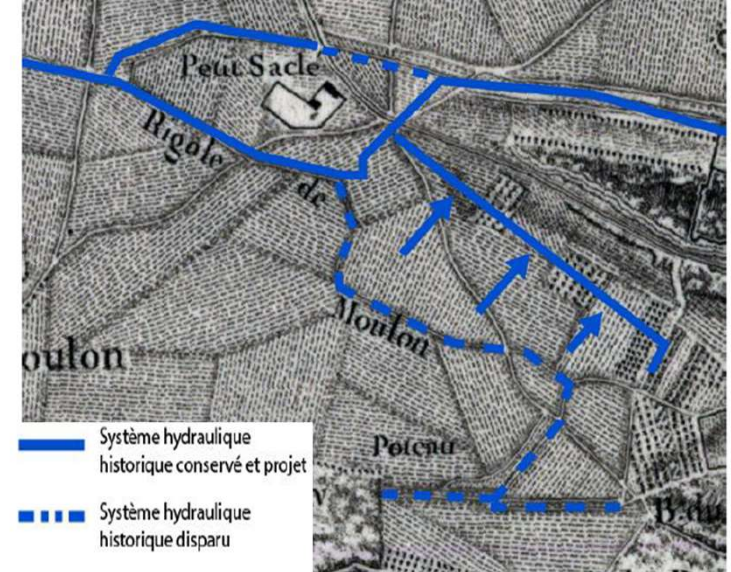 Petit Sacle
Rigole
de
Moulon
oulon
Poteau
B. du
Système hydraulique
historique conservé et projet
Système hydraulique
historique disparu